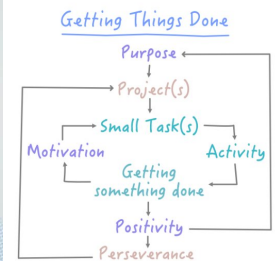 Getting Things Done
Purpose
Project(s)
Small Task(s)
Motivation
Activity
Getting
something done
Positivity
Perseverance